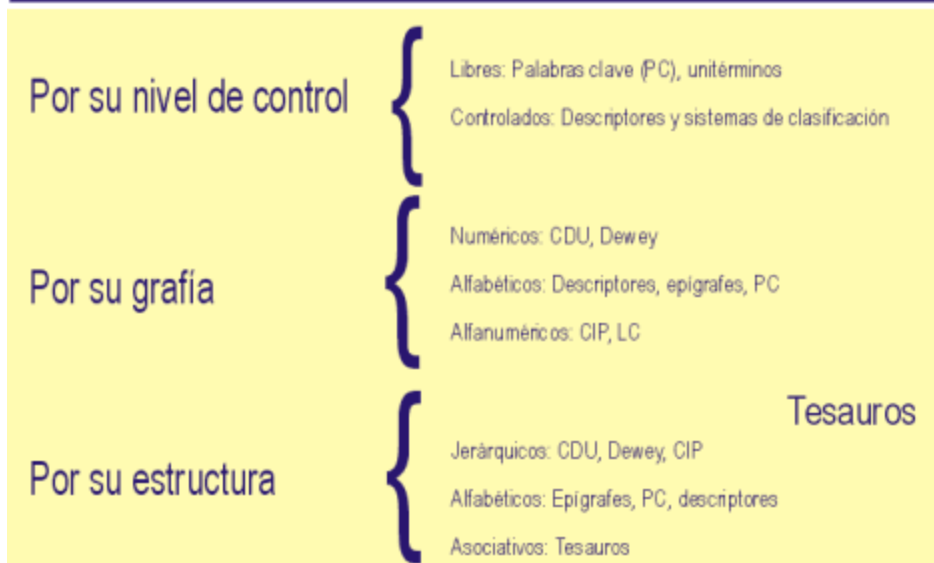 Por su nivel de control
Libres: Palabras clave (PC), unitérminos
Controlados: Descriptores y sistemas de clasificación
Por su grafía
Numéricos: CDU, Dewey
Alfabéticos: Descriptores, epígrafes, PC
Alfanuméricos: CIP, LC
Tesauros
Por su estructura
Jerárquicos: CDU, Dewey, CIP
Alfabéticos: Epígrafes, PC, descriptores
Asociativos: Tesauros